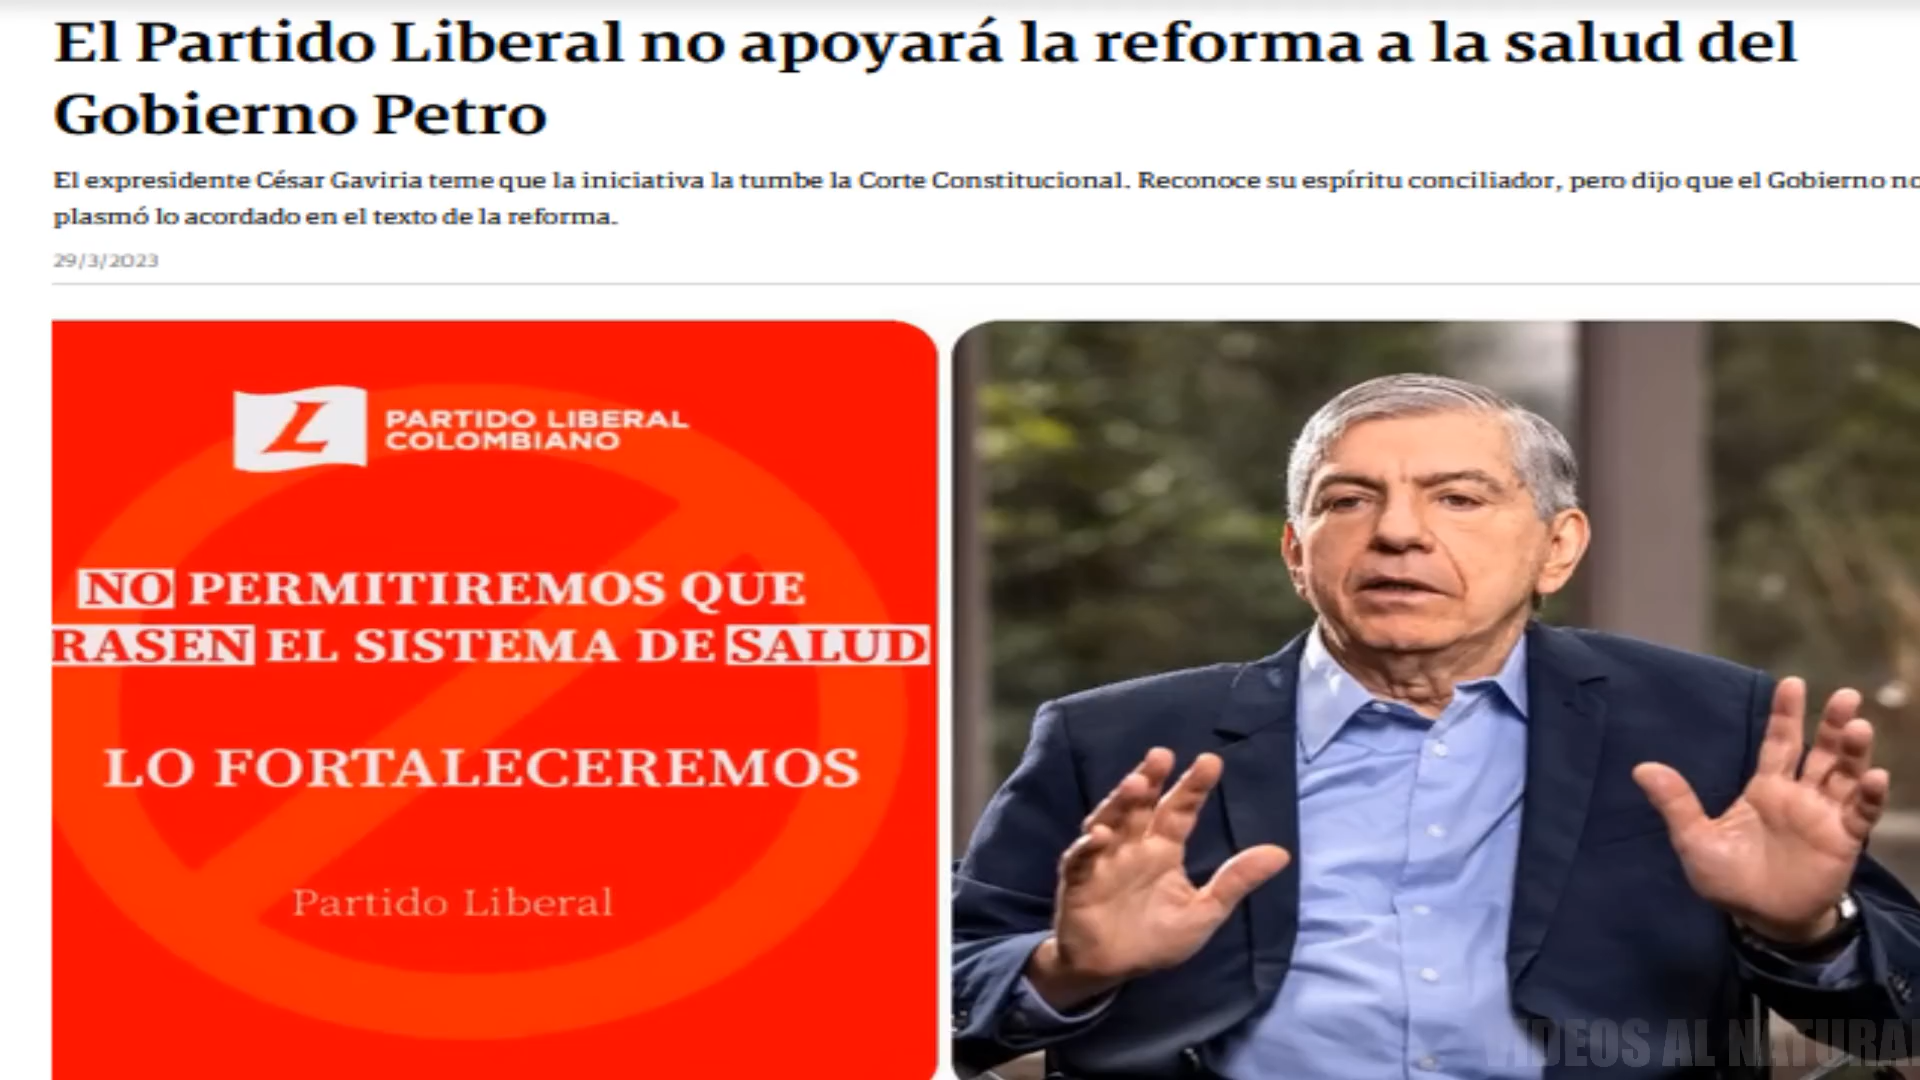 El Partido Liberal no apoyará la reforma a la salud del
Gobierno Petro
El expresidente César Gaviria teme que la iniciativa la tumbe la Corte Constitucional. Reconoce su espíritu conciliador, pero dijo que el Gobierno no
plasmó lo acordado en el texto de la reforma.
29/3/2023
L
PARTIDO LIBERAL
COLOMBIANO
NO PERMITIREMOS QUE
RASEN EL SISTEMA DE SALUD
LO FORTALECEREMOS
Partido Liberal
VIDEOS AL NATURAL